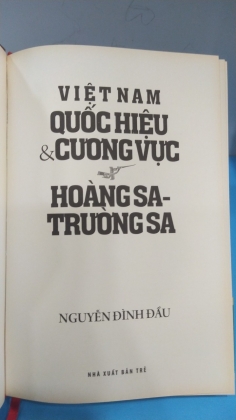 VIỆT NAM
QUỐC HIỆU
& CƯƠNG VỰC
HOÀNG SA-
TRƯỜNG SA
NGUYỄN ĐÌNH ĐẦU
NHÀ XUẤT BẢN TRẺ